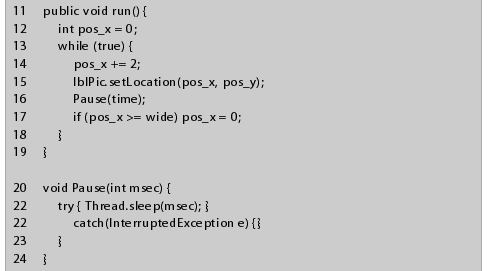 11 public void run() {
12 int pos_x = 0;
13 while (true) {
14 pos_x += 2;
15 lblPic.setLocation(pos_x, pos_y);
16 Pause(time);
17 if (pos_x >= wide) pos_x = 0;
18 }
19 }
20 void Pause(int msec) {
22 try { Thread.sleep(msec); }
22 catch(InterruptedException e) {}
23 }
24 }